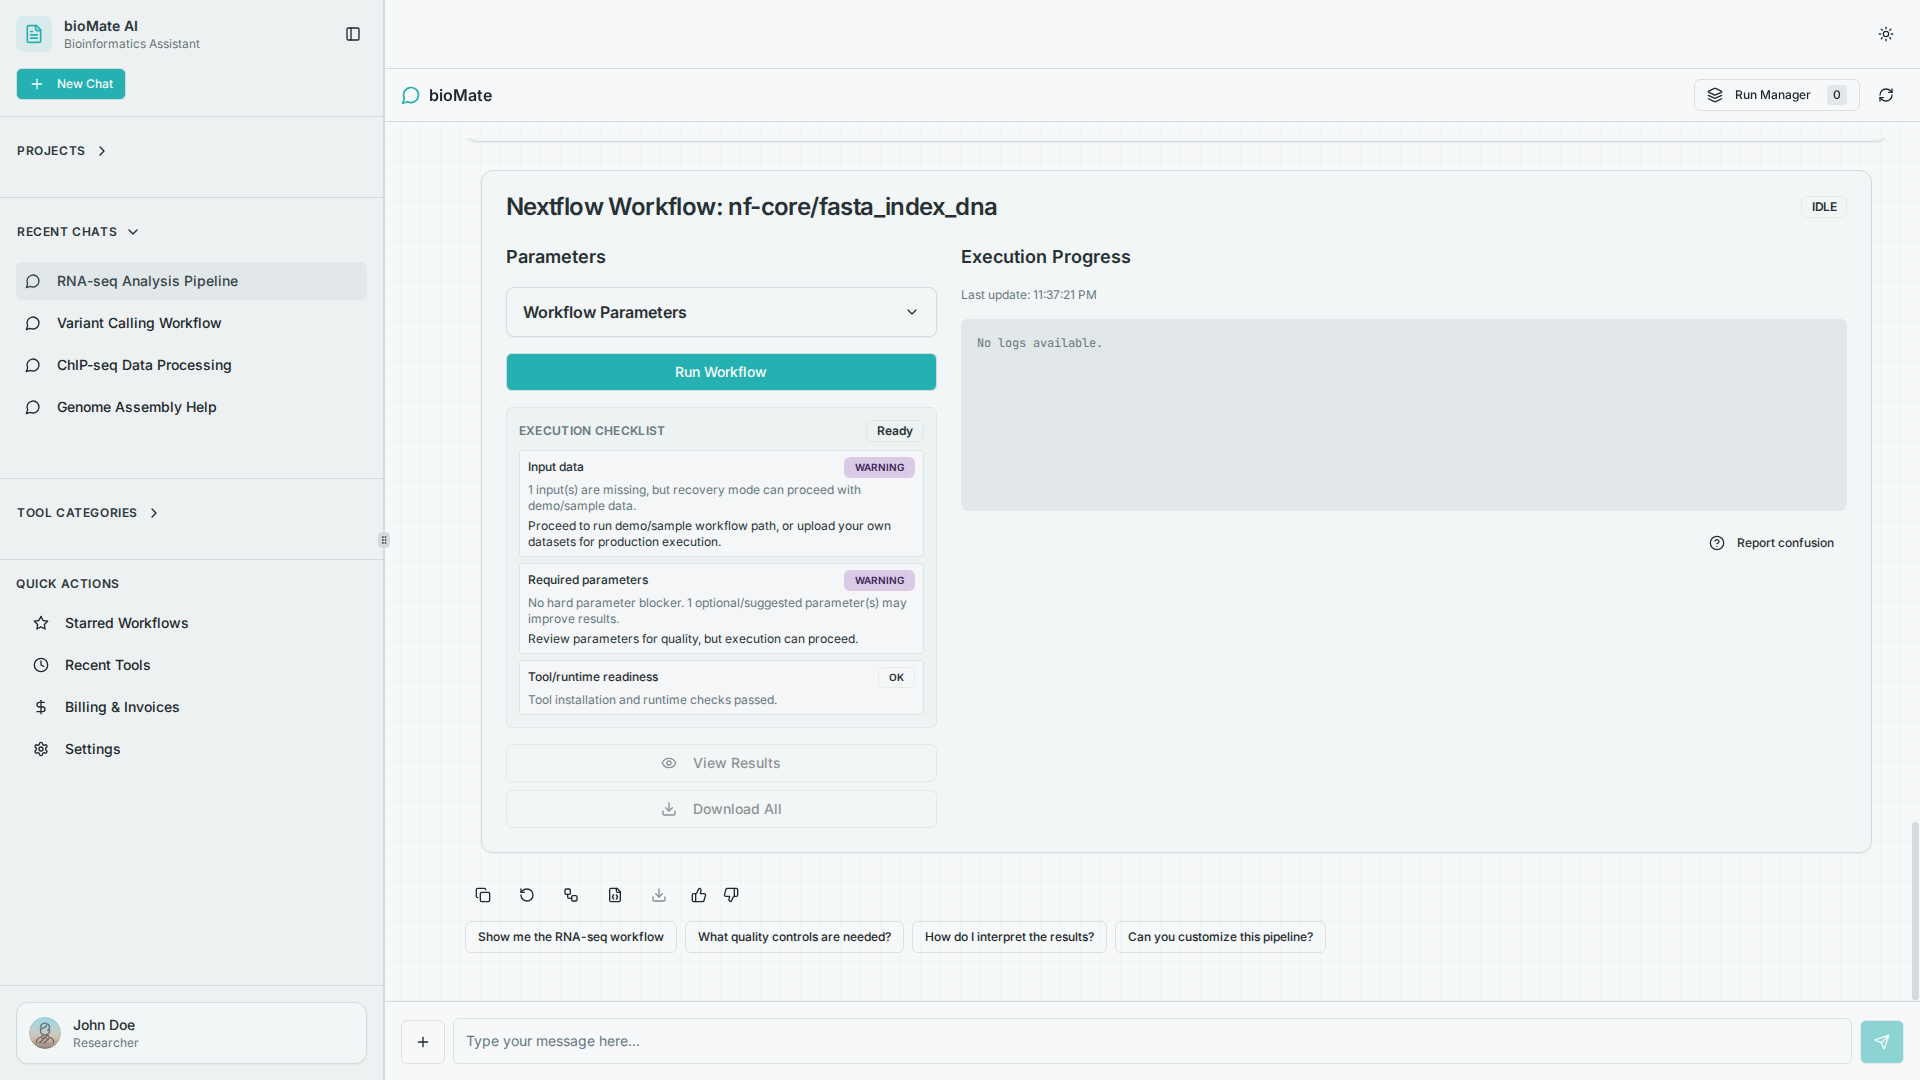 bioMate AI
Bioinformatics Assistant
New Chat
PROJECTS
RECENT CHATS
RNA-seq Analysis Pipeline
Variant Calling Workflow
ChIP-seq Data Processing
Genome Assembly Help
TOOL CATEGORIES
QUICK ACTIONS
Starred Workflows
Recent Tools
Billing & Invoices
Settings
John Doe
Researcher
bioMate
Run Manager 0
Nextflow Workflow: nf-core/fasta_index_dna
IDLE
Parameters
Workflow Parameters
Run Workflow
EXECUTION CHECKLIST
Ready
Input data
WARNING
1 input(s) are missing, but recovery mode can proceed with
demo/sample data.
Proceed to run demo/sample workflow path, or upload your own
datasets for production execution.
Required parameters
WARNING
No hard parameter blocker. 1 optional/suggested parameter(s) may
improve results.
Review parameters for quality, but execution can proceed.
Tool/runtime readiness
OK
Tool installation and runtime checks passed.
View Results
Download All
Execution Progress
Last update: 11:37:21 PM
No logs available.
Report confusion
Show me the RNA-seq workflow
What quality controls are needed?
How do I interpret the results?
Can you customize this pipeline?
Type your message here...